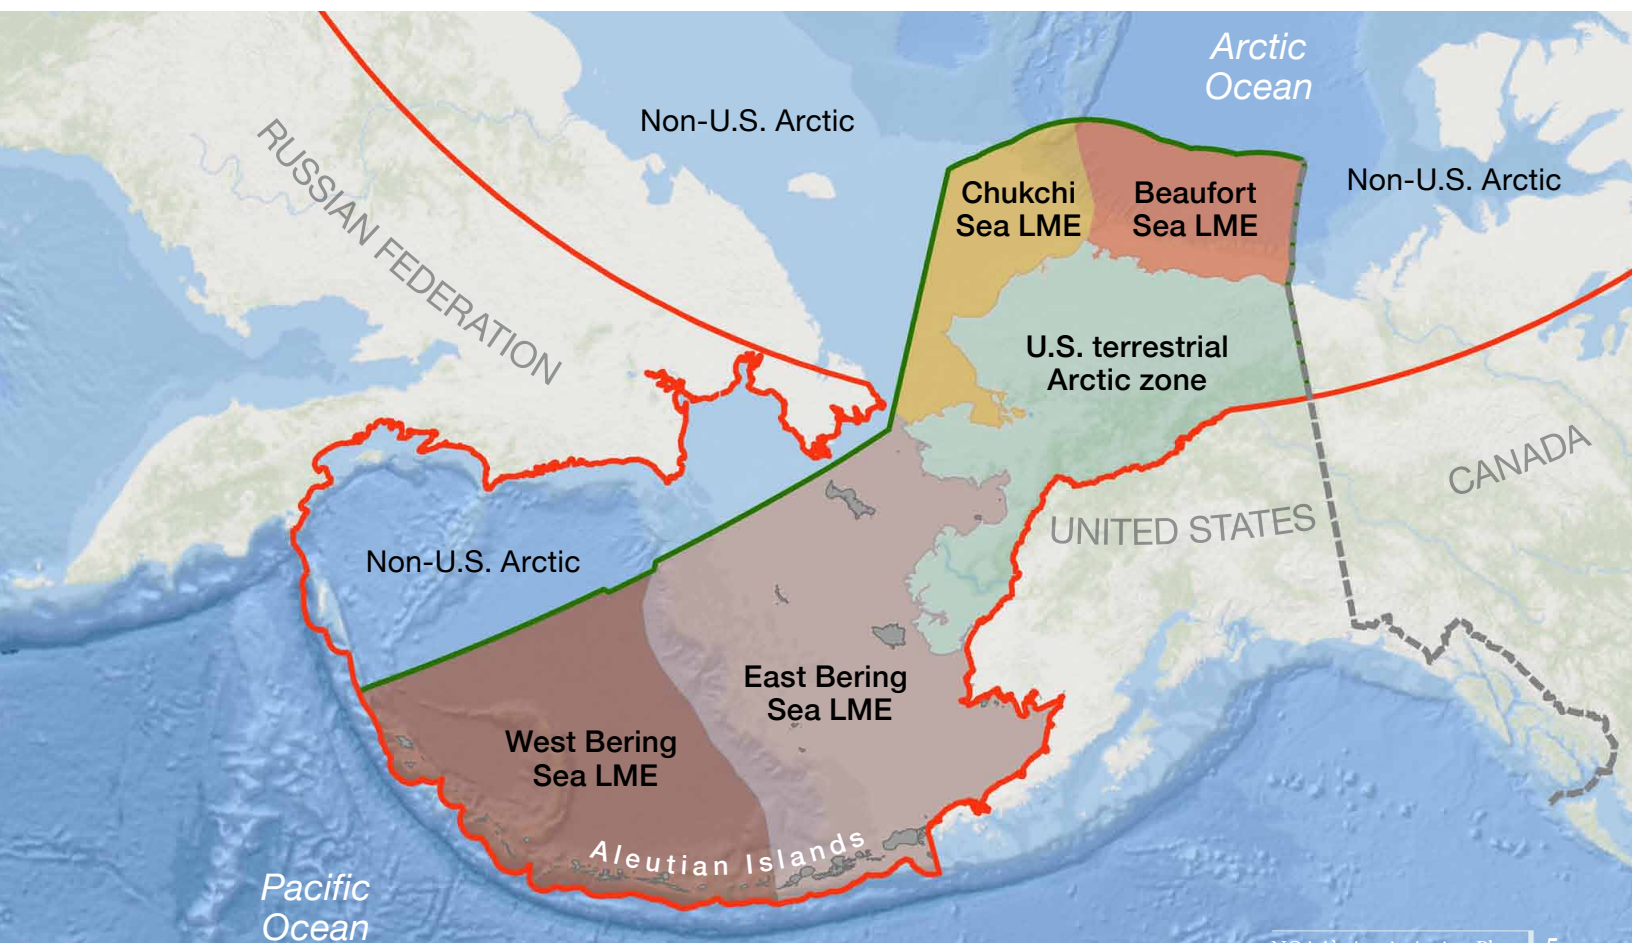 Arctic
Ocean
Non-U.S. Arctic
Non-U.S. Arctic
Chukchi
Sea LME
Beaufort
Sea LME
RUSSIAN FEDERATION
U.S. terrestrial
Arctic zone
CANADA
UNITED STATES
Non-U.S. Arctic
East Bering
Sea LME
West Bering
Sea LME
Aleutian Islands
Pacific
Ocean
5